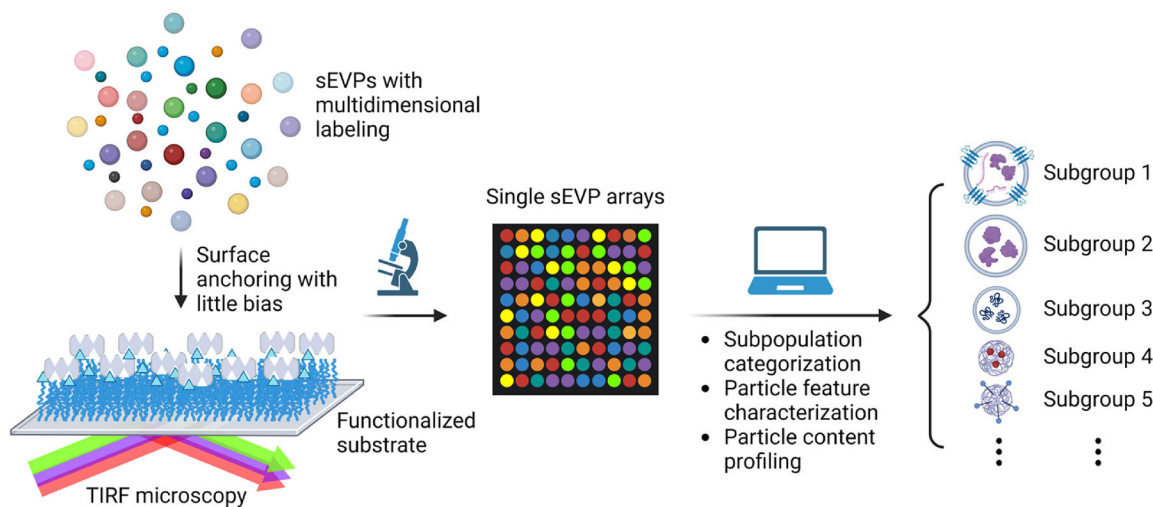 sEVPs with
multidimensional
labeling
Surface
anchoring with
little bias
Functionalized
substrate
TIRF microscopy
Single sEVP arrays
• Subpopulation
categorization
• Particle feature
characterization
• Particle content
profiling
Subgroup 1
Subgroup 2
Subgroup 3
Subgroup 4
Subgroup 5